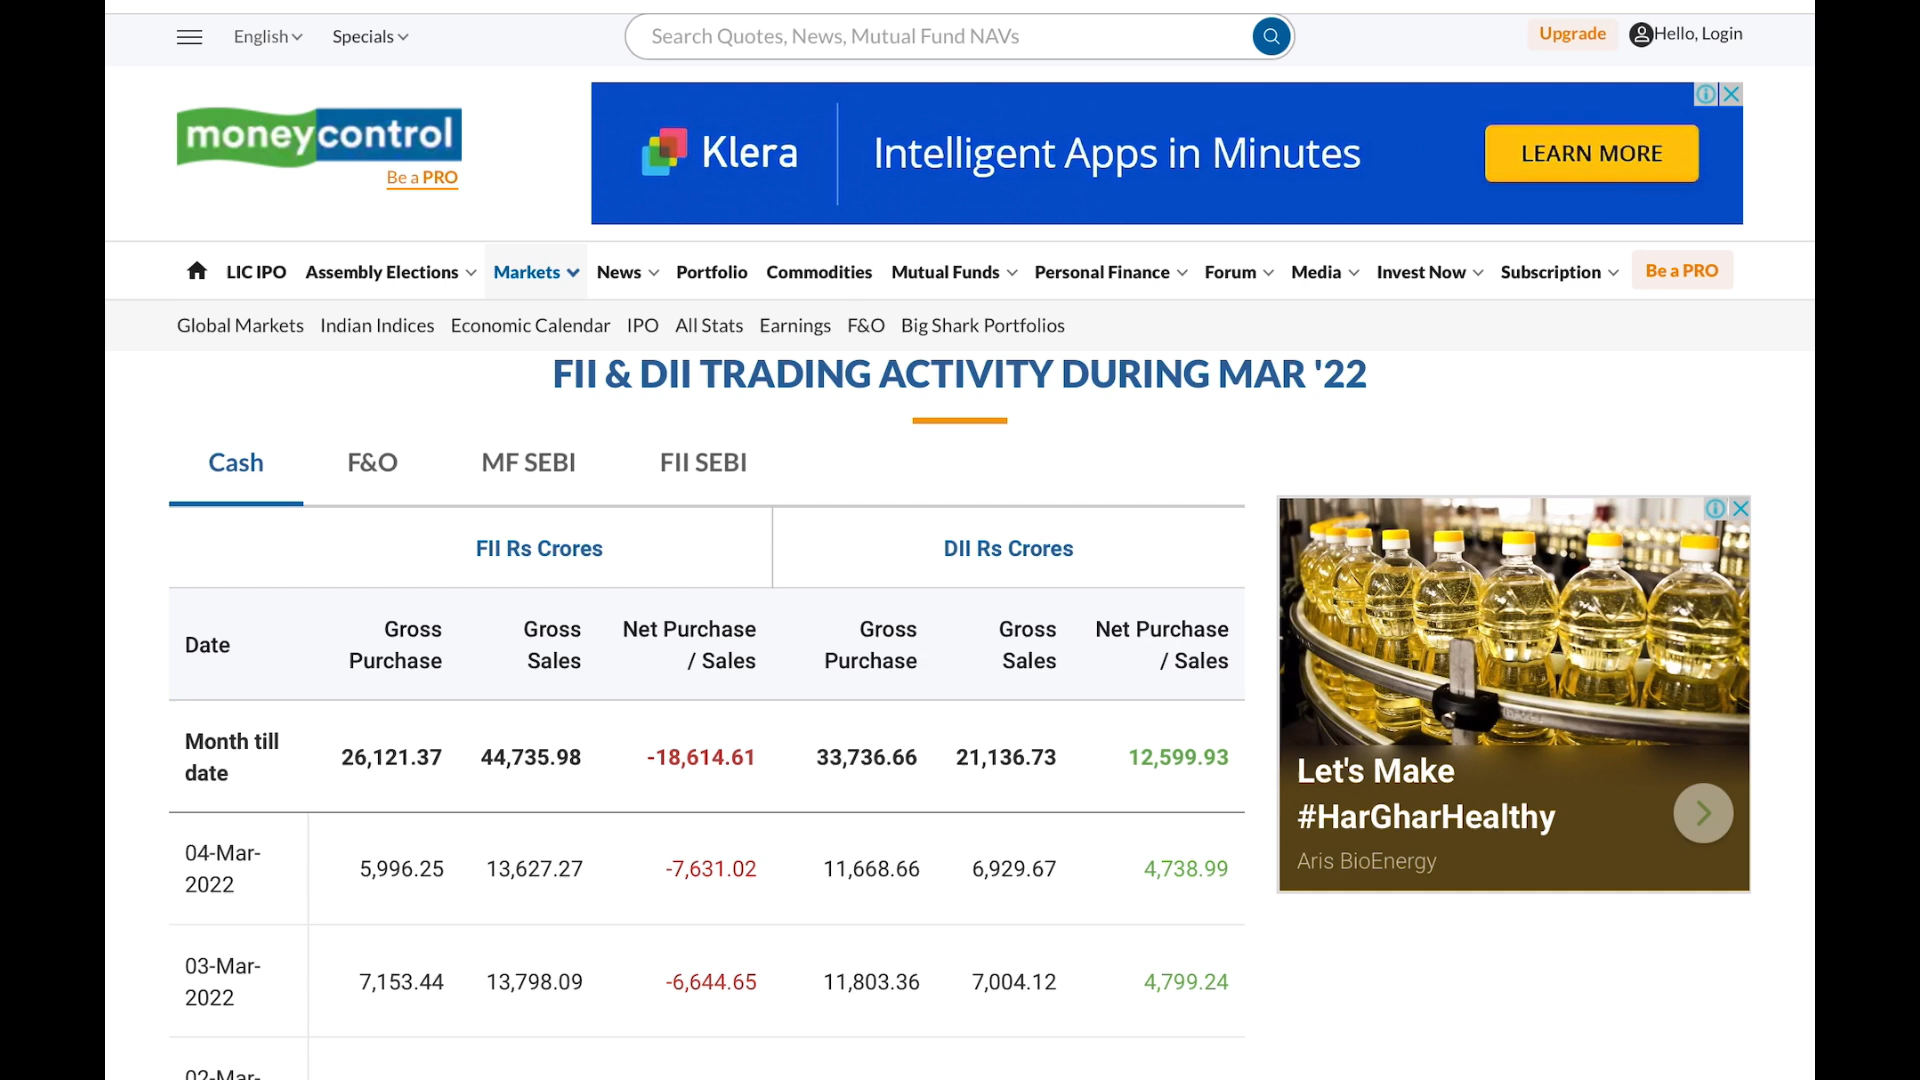 English
Specials
Search Quotes, News, Mutual Fund NAVs
Upgrade
Hello, Login
moneycontrol
Be a PRO
Klera
Intelligent Apps in Minutes
LEARN MORE
LIC IPO Assembly Elections Markets News Portfolio Commodities Mutual Funds Personal Finance Forum Media Invest Now Subscription Be a PRO
Global Markets Indian Indices Economic Calendar IPO All Stats Earnings F&O Big Shark Portfolios
FII & DII TRADING ACTIVITY DURING MAR '22
Cash F&O MF SEBI FII SEBI
FII Rs Crores DII Rs Crores
Date
Gross Purchase
Gross Sales
Net Purchase / Sales
Gross Purchase
Gross Sales
Net Purchase / Sales
Month till date 26,121.37 44,735.98 -18,614.61 33,736.66 21,136.73 12,599.93
04-Mar-2022 5,996.25 13,627.27 -7,631.02 11,668.66 6,929.67 4,738.99
03-Mar-2022 7,153.44 13,798.09 -6,644.65 11,803.36 7,004.12 4,799.24
02-Mar-
Let's Make
#HarGharHealthy
Aris BioEnergy